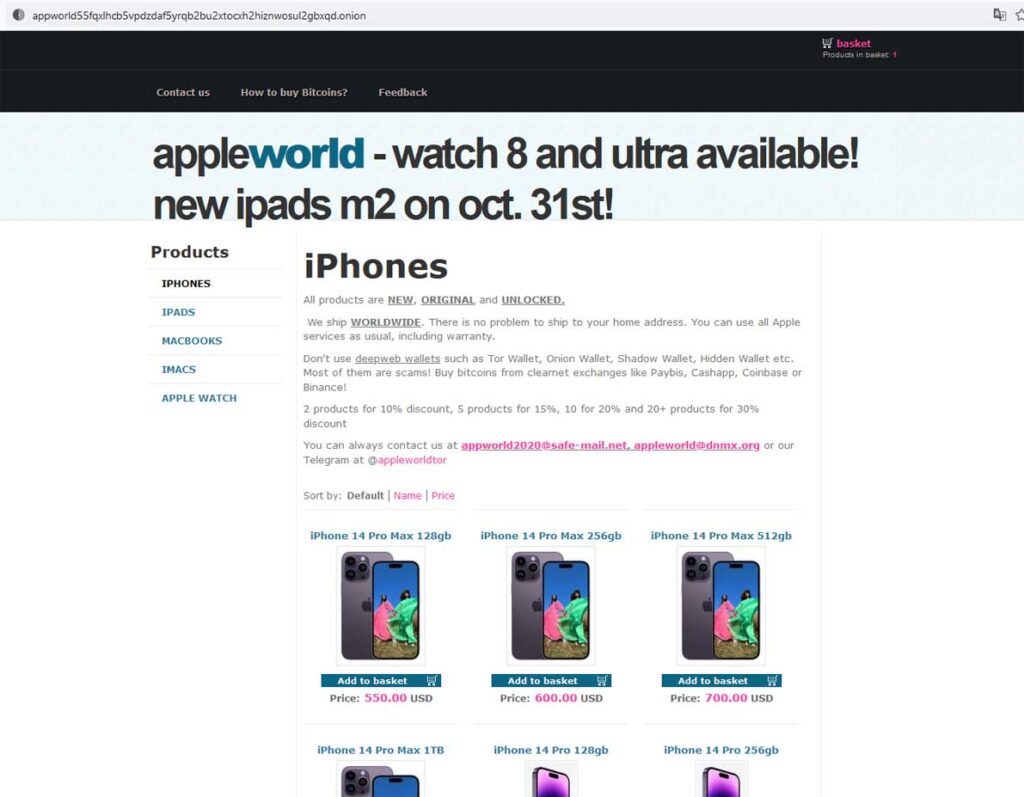 appworld55fqxlhcb5vpdzdaf5yrqb2bu2xtocxh2hiznwosul2gbxqd.onion
basket
Products in basket: 1
Contact us
How to buy Bitcoins?
Feedback
appleworld - watch 8 and ultra available!
new ipads m2 on oct. 31st!
Products
IPHONES
IPADS
MACBOOKS
IMACS
APPLE WATCH
iPhones
All products are NEW, ORIGINAL and UNLOCKED.
We ship WORLDWIDE. There is no problem to ship to your home address. You can use all Apple
services as usual, including warranty.
Don't use deepweb wallets such as Tor Wallet, Onion Wallet, Shadow Wallet, Hidden Wallet etc.
Most of them are scams! Buy bitcoins from clearnet exchanges like Paybis, Cashapp, Coinbase or
Binance!
2 products for 10% discount, 5 products for 15%, 10 for 20% and 20+ products for 30%
discount
You can always contact us at appworld2020@safe-mail.net, appleworld@dnmx.org or our
Telegram at @appleworldtor
Sort by: Default | Name | Price
iPhone 14 Pro Max 128gb
Add to basket
Price: 550.00 USD
iPhone 14 Pro Max 256gb
Add to basket
Price: 600.00 USD
iPhone 14 Pro Max 512gb
Add to basket
Price: 700.00 USD
iPhone 14 Pro Max 1TB
iPhone 14 Pro 128gb
iPhone 14 Pro 256gb